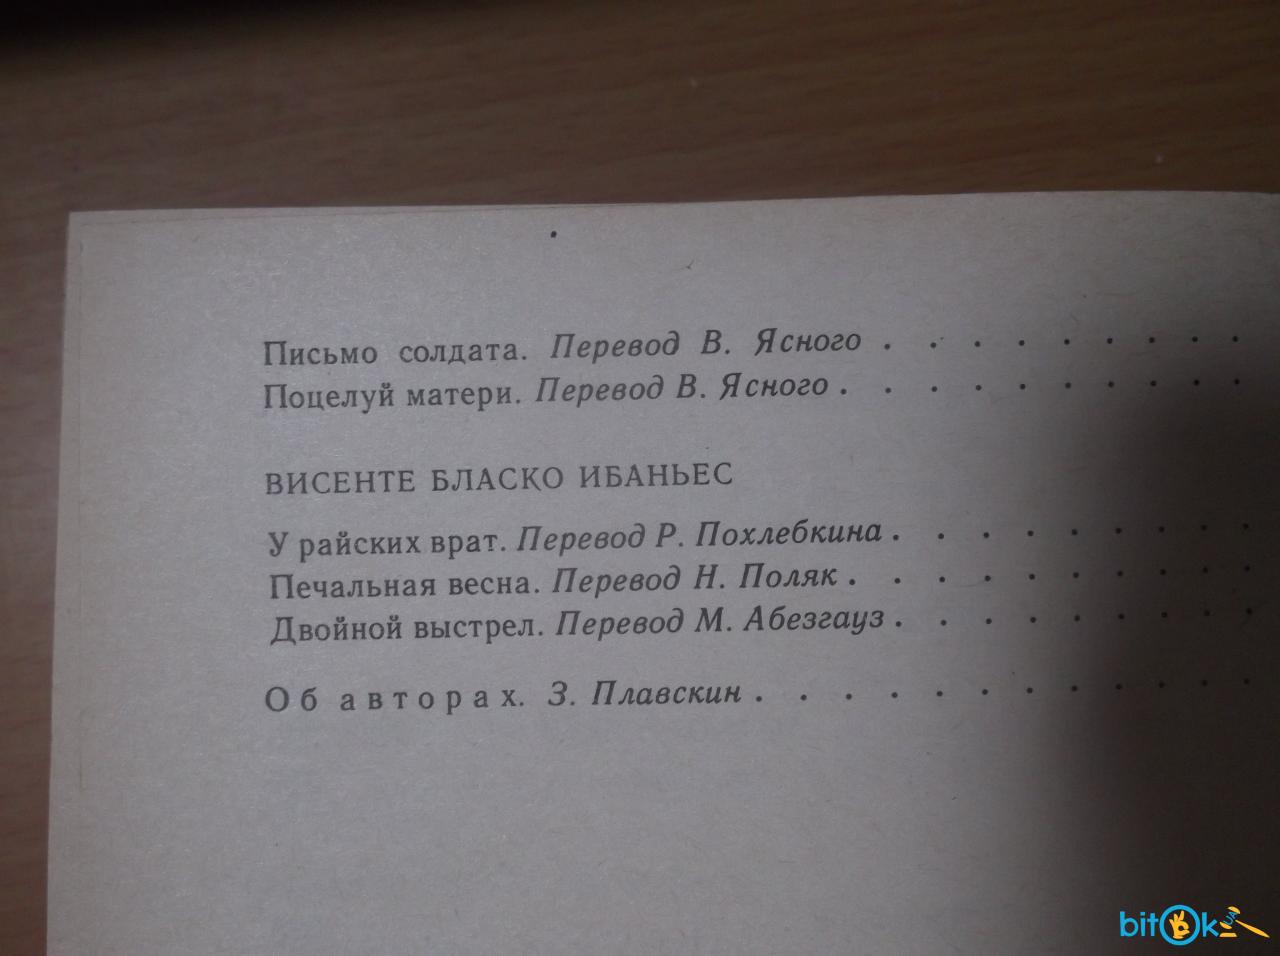 Письмо солдата. Перевод В. Ясного . . . . . . . . .
Поцелуй матери. Перевод В. Ясного . . . . . . . . . .
ВИСЕНТЕ БЛАСКО ИБАНЬЕС
У райских врат. Перевод Р. Похлебкина . . . . . . . . .
Печальная весна. Перевод Н. Поляк . . . . . . . . . .
Двойной выстрел. Перевод М. Абезгауз . . . . . . . . .
Об авторах. З. Плавскин . . . . . . . . . . . .
bitOk UA